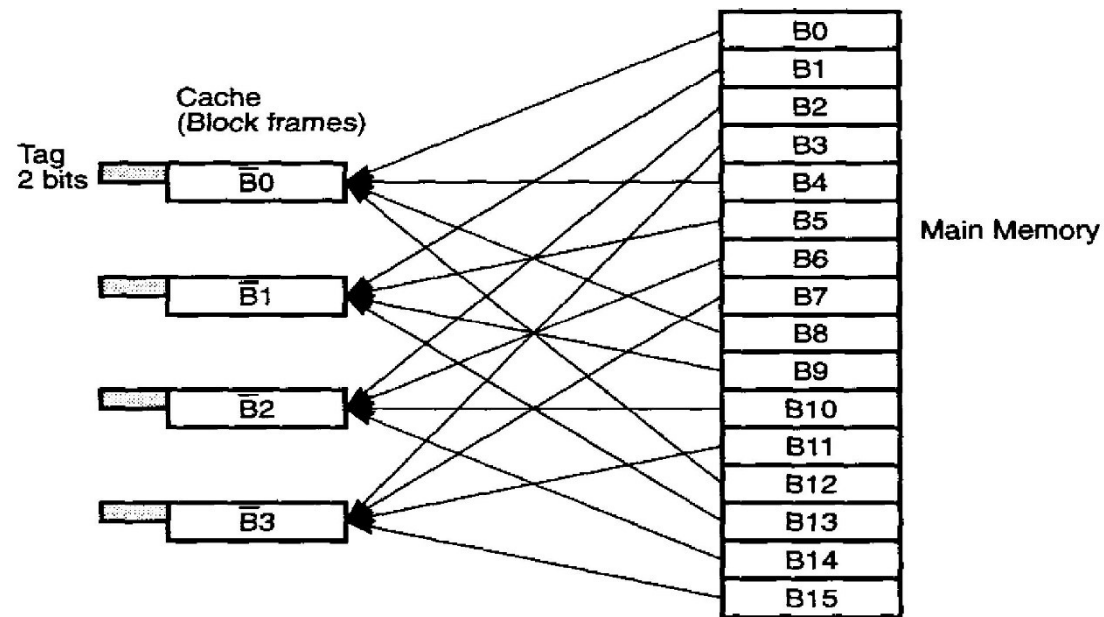 Cache
(Block frames)
Tag
2 bits
B̅0
B̅1
B̅2
B̅3
B0
B1
B2
B3
B4
B5
B6
B7
B8
B9
B10
B11
B12
B13
B14
B15
Main Memory